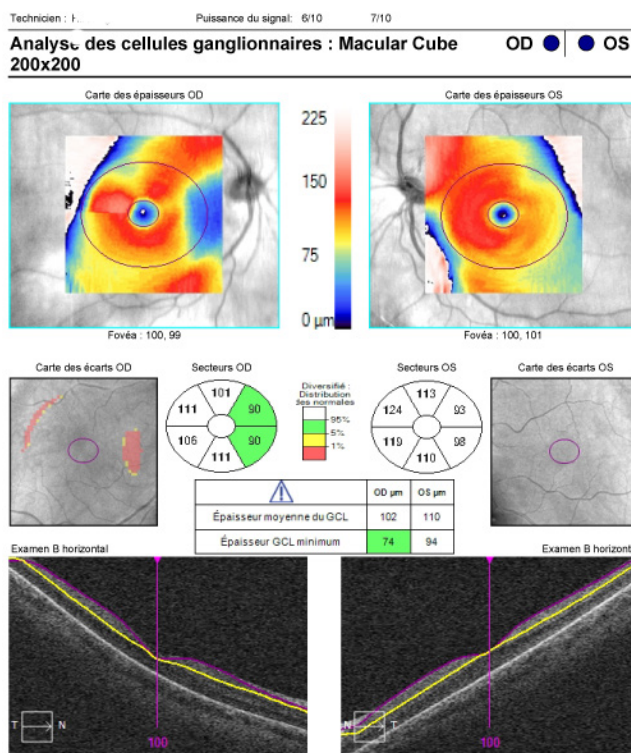 Technicien : Puissance du signal: 6/10 7/10
Analyse des cellules ganglionnaires : Macular Cube 200x200 OD OS
Carte des épaisseurs OD
Carte des épaisseurs OS
225
150
75
0 µm
Fovéa : 100, 99
Fovéa : 100, 101
Carte des écarts OD
Secteurs OD
Diversifié :
Distribution
des normales
95%
5%
1%
Secteurs OS
Carte des écarts OS
101
111 90
106 90
111
113
124 93
119 98
110
OD µm OS µm
Épaisseur moyenne du GCL 102 110
Épaisseur GCL minimum 74 94
Examen B horizontal
Examen B horizont
T N
100
N
100